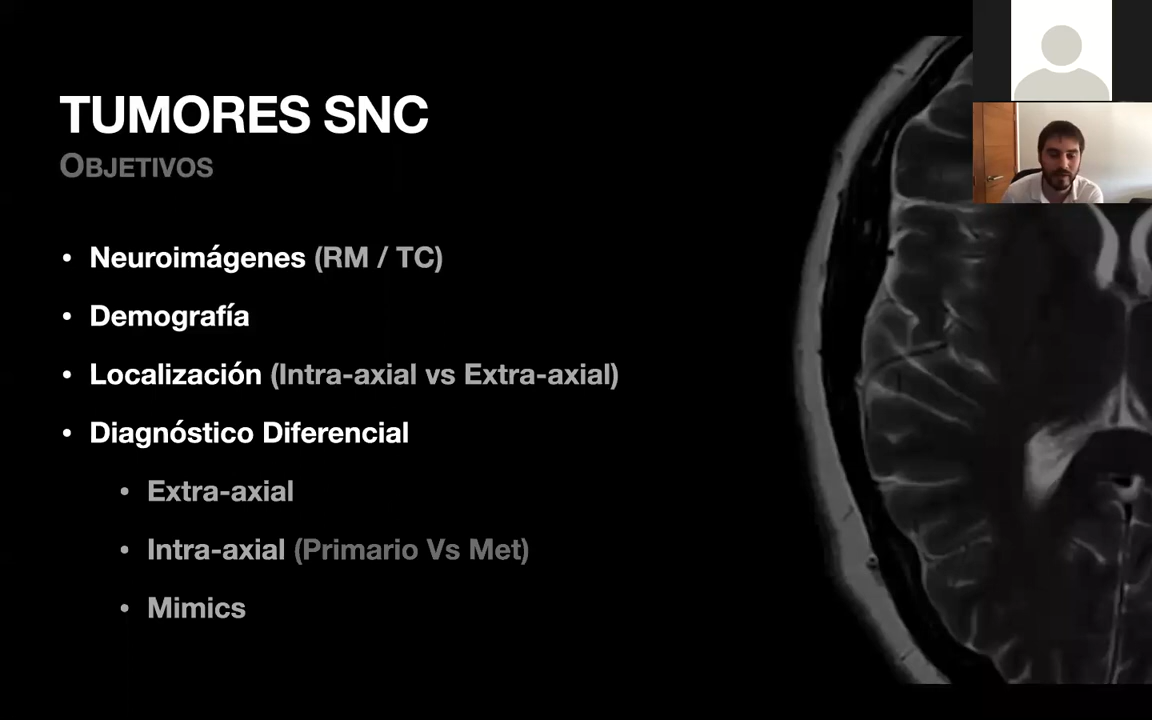 TUMORES SNC
OBJETIVOS
• Neuroimágenes (RM / TC)
• Demografía
• Localización (Intra-axial vs Extra-axial)
• Diagnóstico Diferencial
• Extra-axial
• Intra-axial (Primario Vs Met)
• Mimics